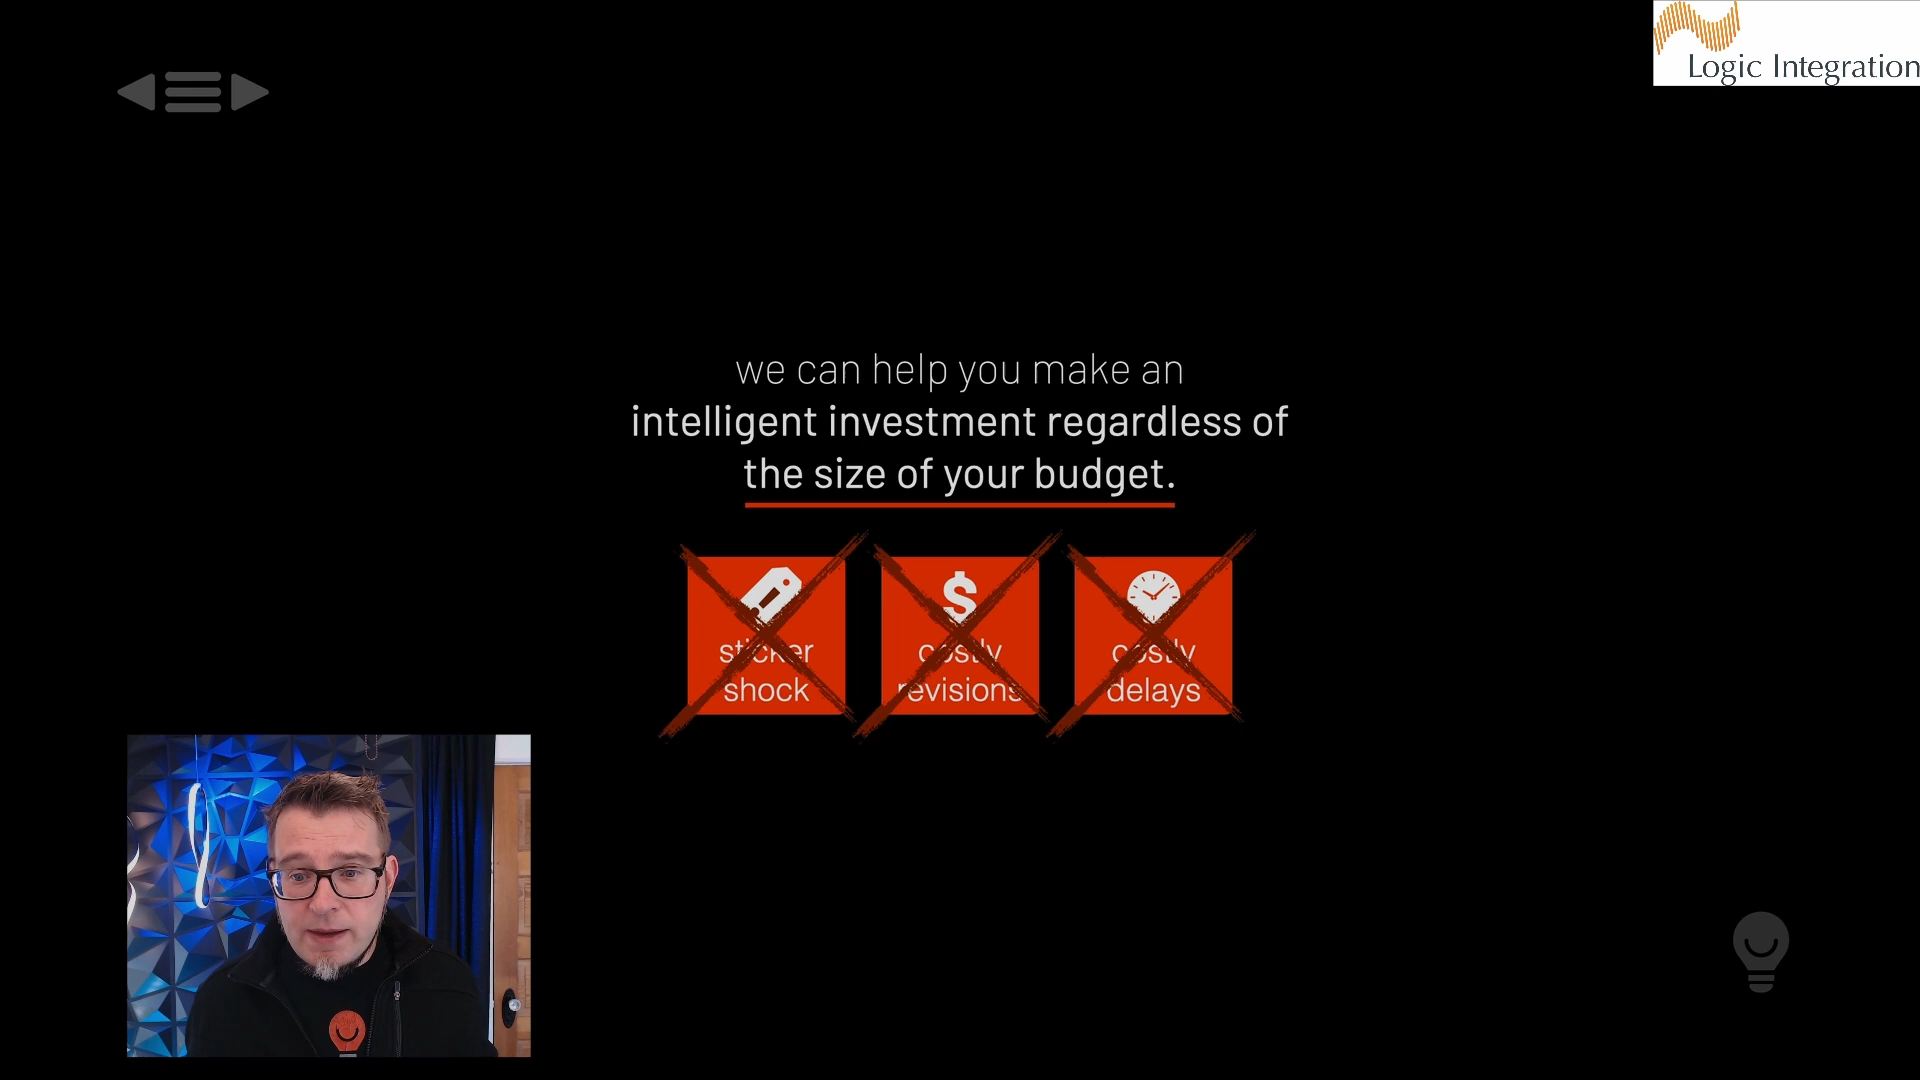 Logic Integration
we can help you make an
intelligent investment regardless of
the size of your budget.
sticker
shock
$
costly
revisions
costly
delays